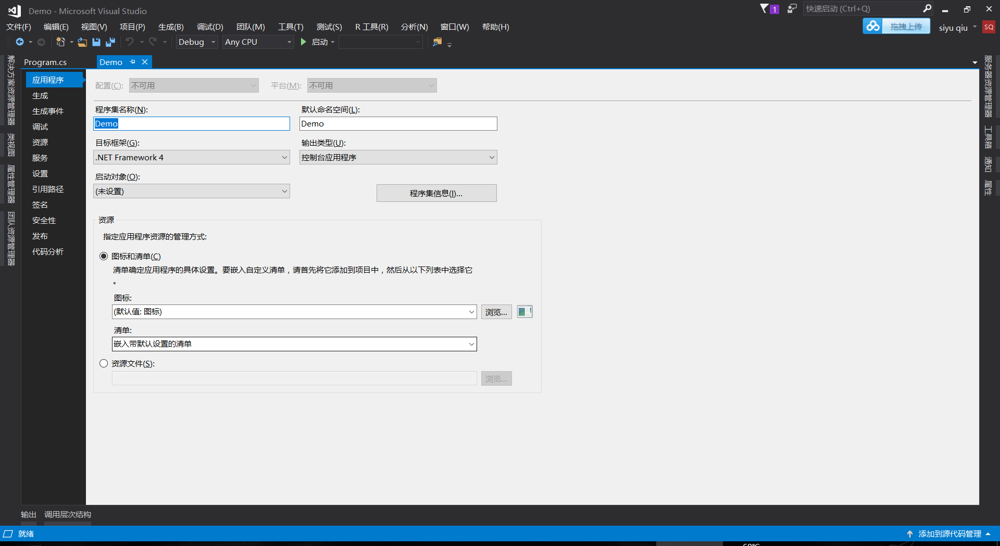 Demo - Microsoft Visual Studio
1
快速启动 (Ctrl+Q)
文件(F) 编辑(E) 视图(V) 项目(P) 生成(B) 调试(D) 团队(M) 工具(T) 测试(S) R 工具(R) 分析(N) 窗口(W) 帮助(H)
拖拽上传
siyu qiu
SQ
Debug
Any CPU
启动
解决方案资源管理器
类视图
属性管理器
团队资源管理器
Program.cs
Demo
应用程序
生成
生成事件
调试
资源
服务
设置
引用路径
签名
安全性
发布
代码分析
配置(C): 不可用 平台(M): 不可用
程序集名称(N): 默认命名空间(L):
Demo Demo
目标框架(G): 输出类型(U):
.NET Framework 4 控制台应用程序
启动对象(O):
(未设置) 程序集信息(I)...
资源
指定应用程序资源的管理方式:
图标和清单(C)
清单确定应用程序的具体设置。要嵌入自定义清单，请首先将它添加到项目中，然后从以下列表中选择它
。
图标:
(默认值: 图标) 浏览...
清单:
嵌入带默认设置的清单
资源文件(S):
浏览...
服务器资源管理器
工具箱
通知
属性
输出 调用层次结构
就绪
添加到源代码管理